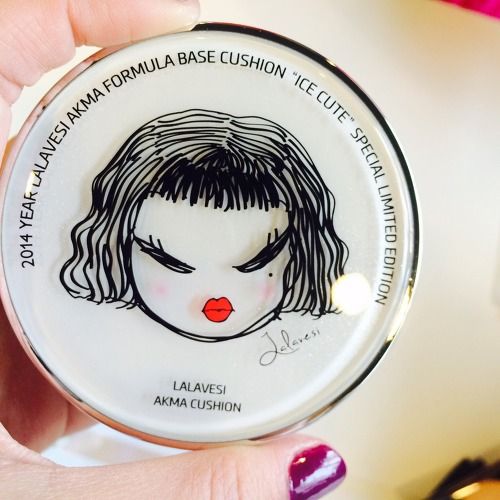 2014 YEAR LALAVESI AKMA FORMULA BASE CUSHION "ICE CUTE" SPECIAL LIMITED EDITION
Lalavesi
LALAVESI
AKMA CUSHION